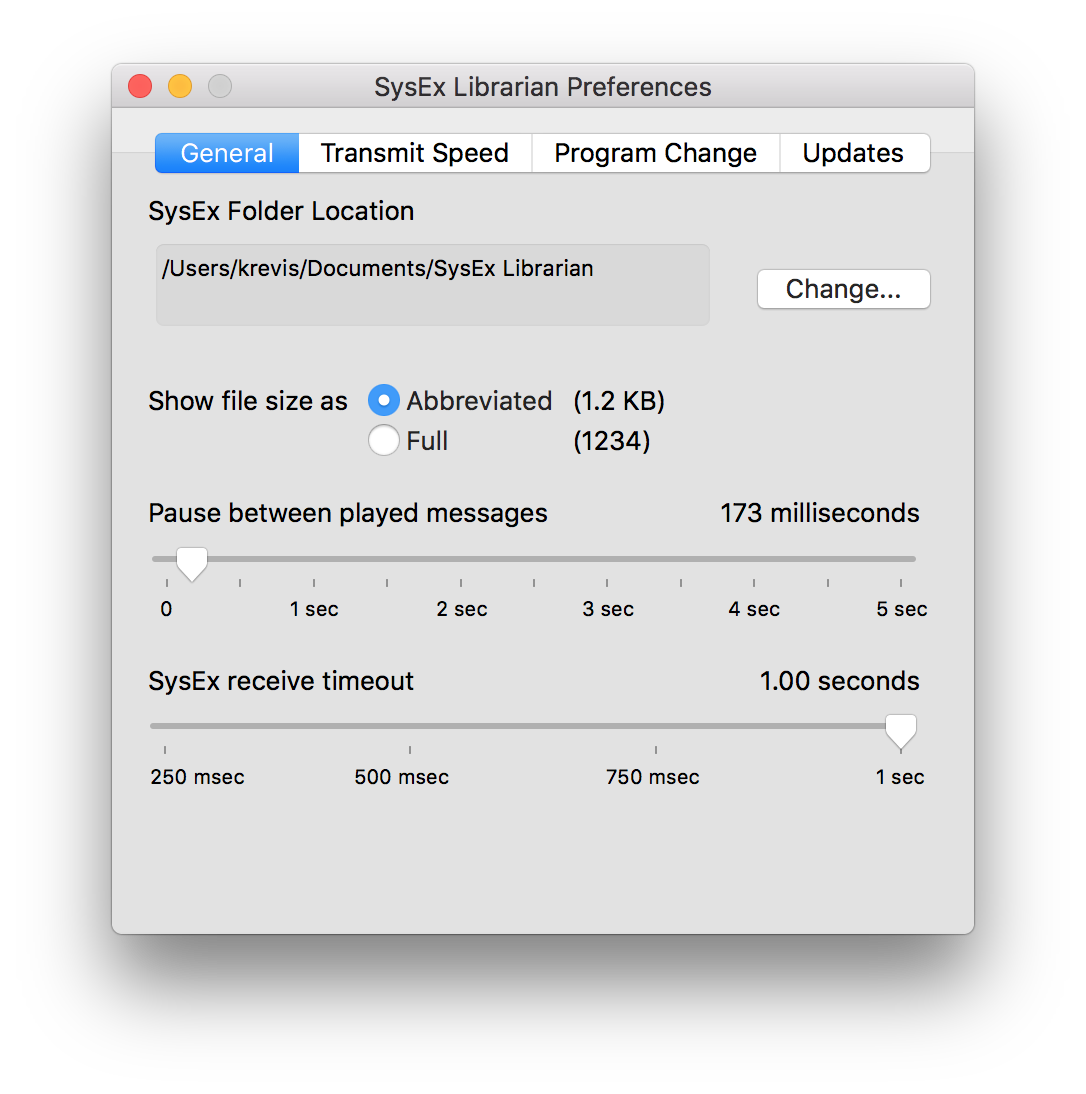 SysEx Librarian Preferences
General Transmit Speed Program Change Updates
SysEx Folder Location
/Users/krevis/Documents/SysEx Librarian
Change...
Show file size as Abbreviated (1.2 KB)
Full (1234)
Pause between played messages 173 milliseconds
0 1 sec 2 sec 3 sec 4 sec 5 sec
SysEx receive timeout 1.00 seconds
250 msec 500 msec 750 msec 1 sec